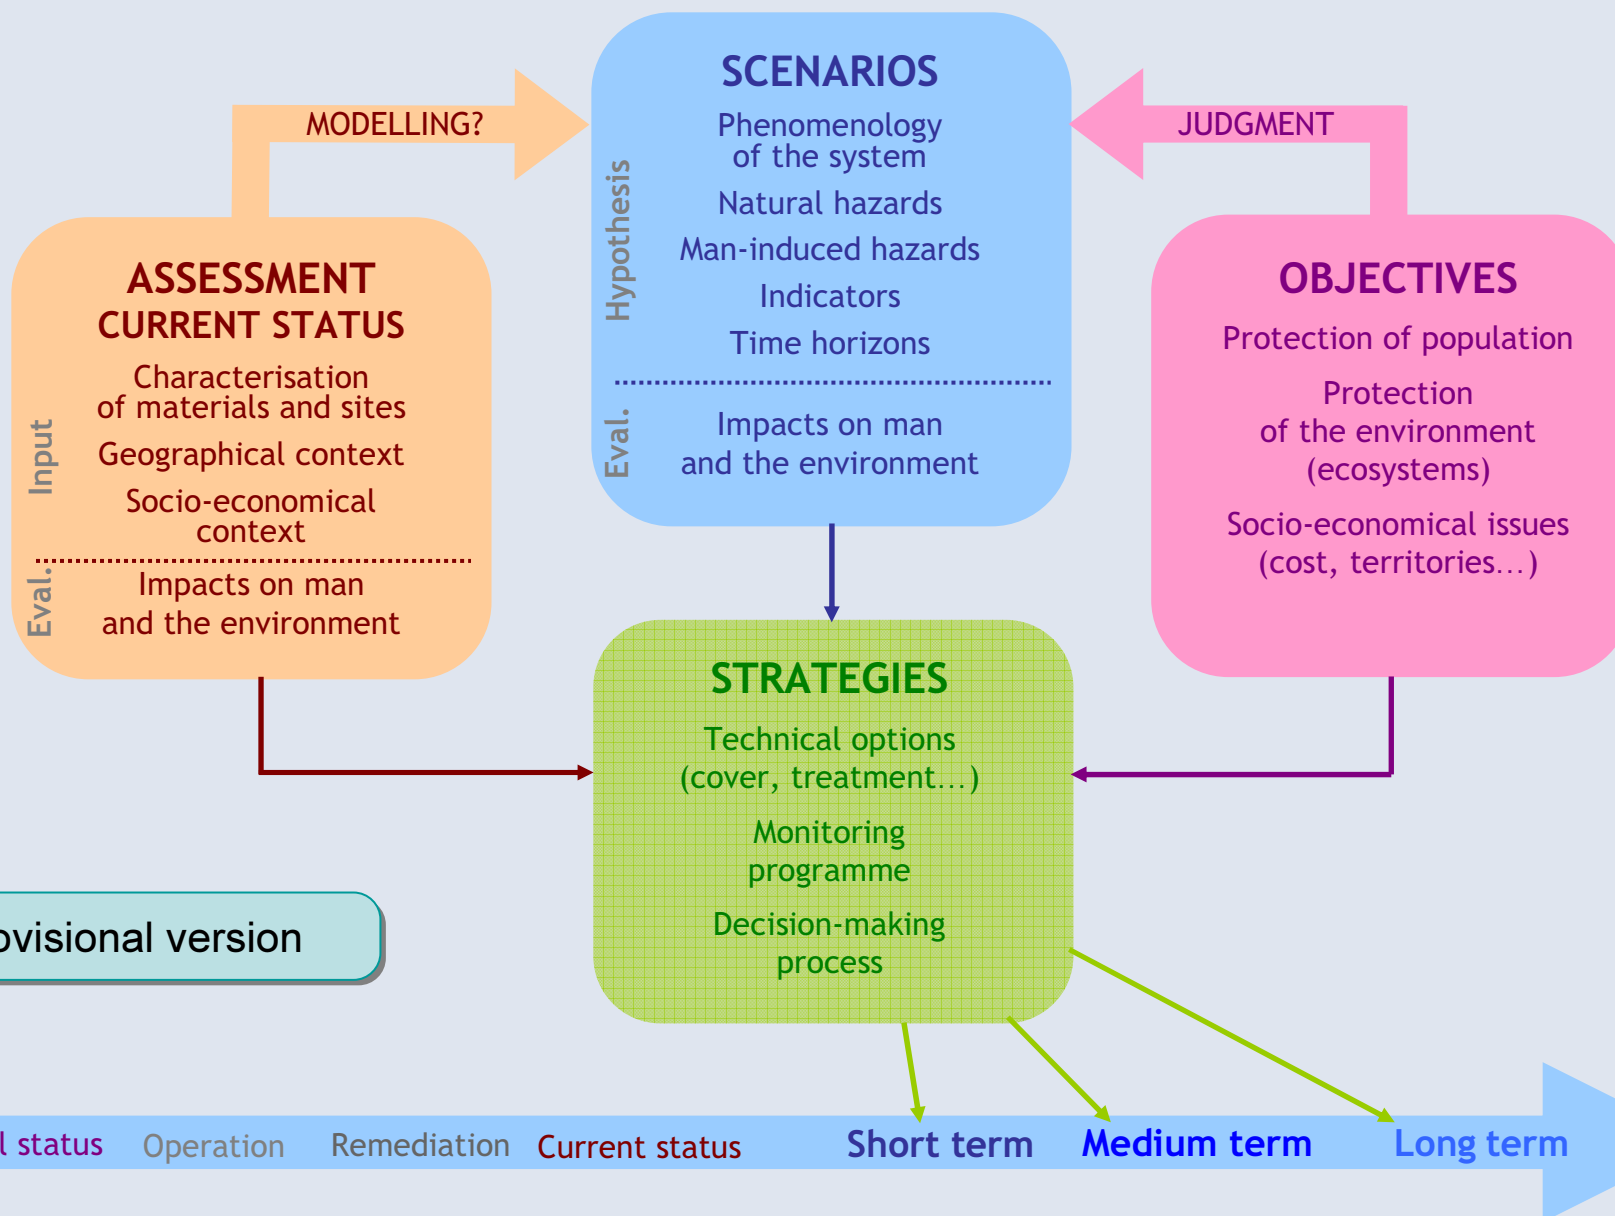 SCENARIOS
Phenomenology
of the system
Natural hazards
Man-induced hazards
Indicators
Time horizons
Hypothesis
Impacts on man
and the environment
Eval.
MODELLING?
JUDGMENT
ASSESSMENT
CURRENT STATUS
Characterisation
of materials and sites
Geographical context
Socio-economical
context
Input
Impacts on man
and the environment
Eval.
OBJECTIVES
Protection of population
Protection
of the environment
(ecosystems)
Socio-economical issues
(cost, territories...)
STRATEGIES
Technical options
(cover, treatment...)
Monitoring
programme
Decision-making
process
ovisional version
l status Operation Remediation Current status Short term Medium term Long term